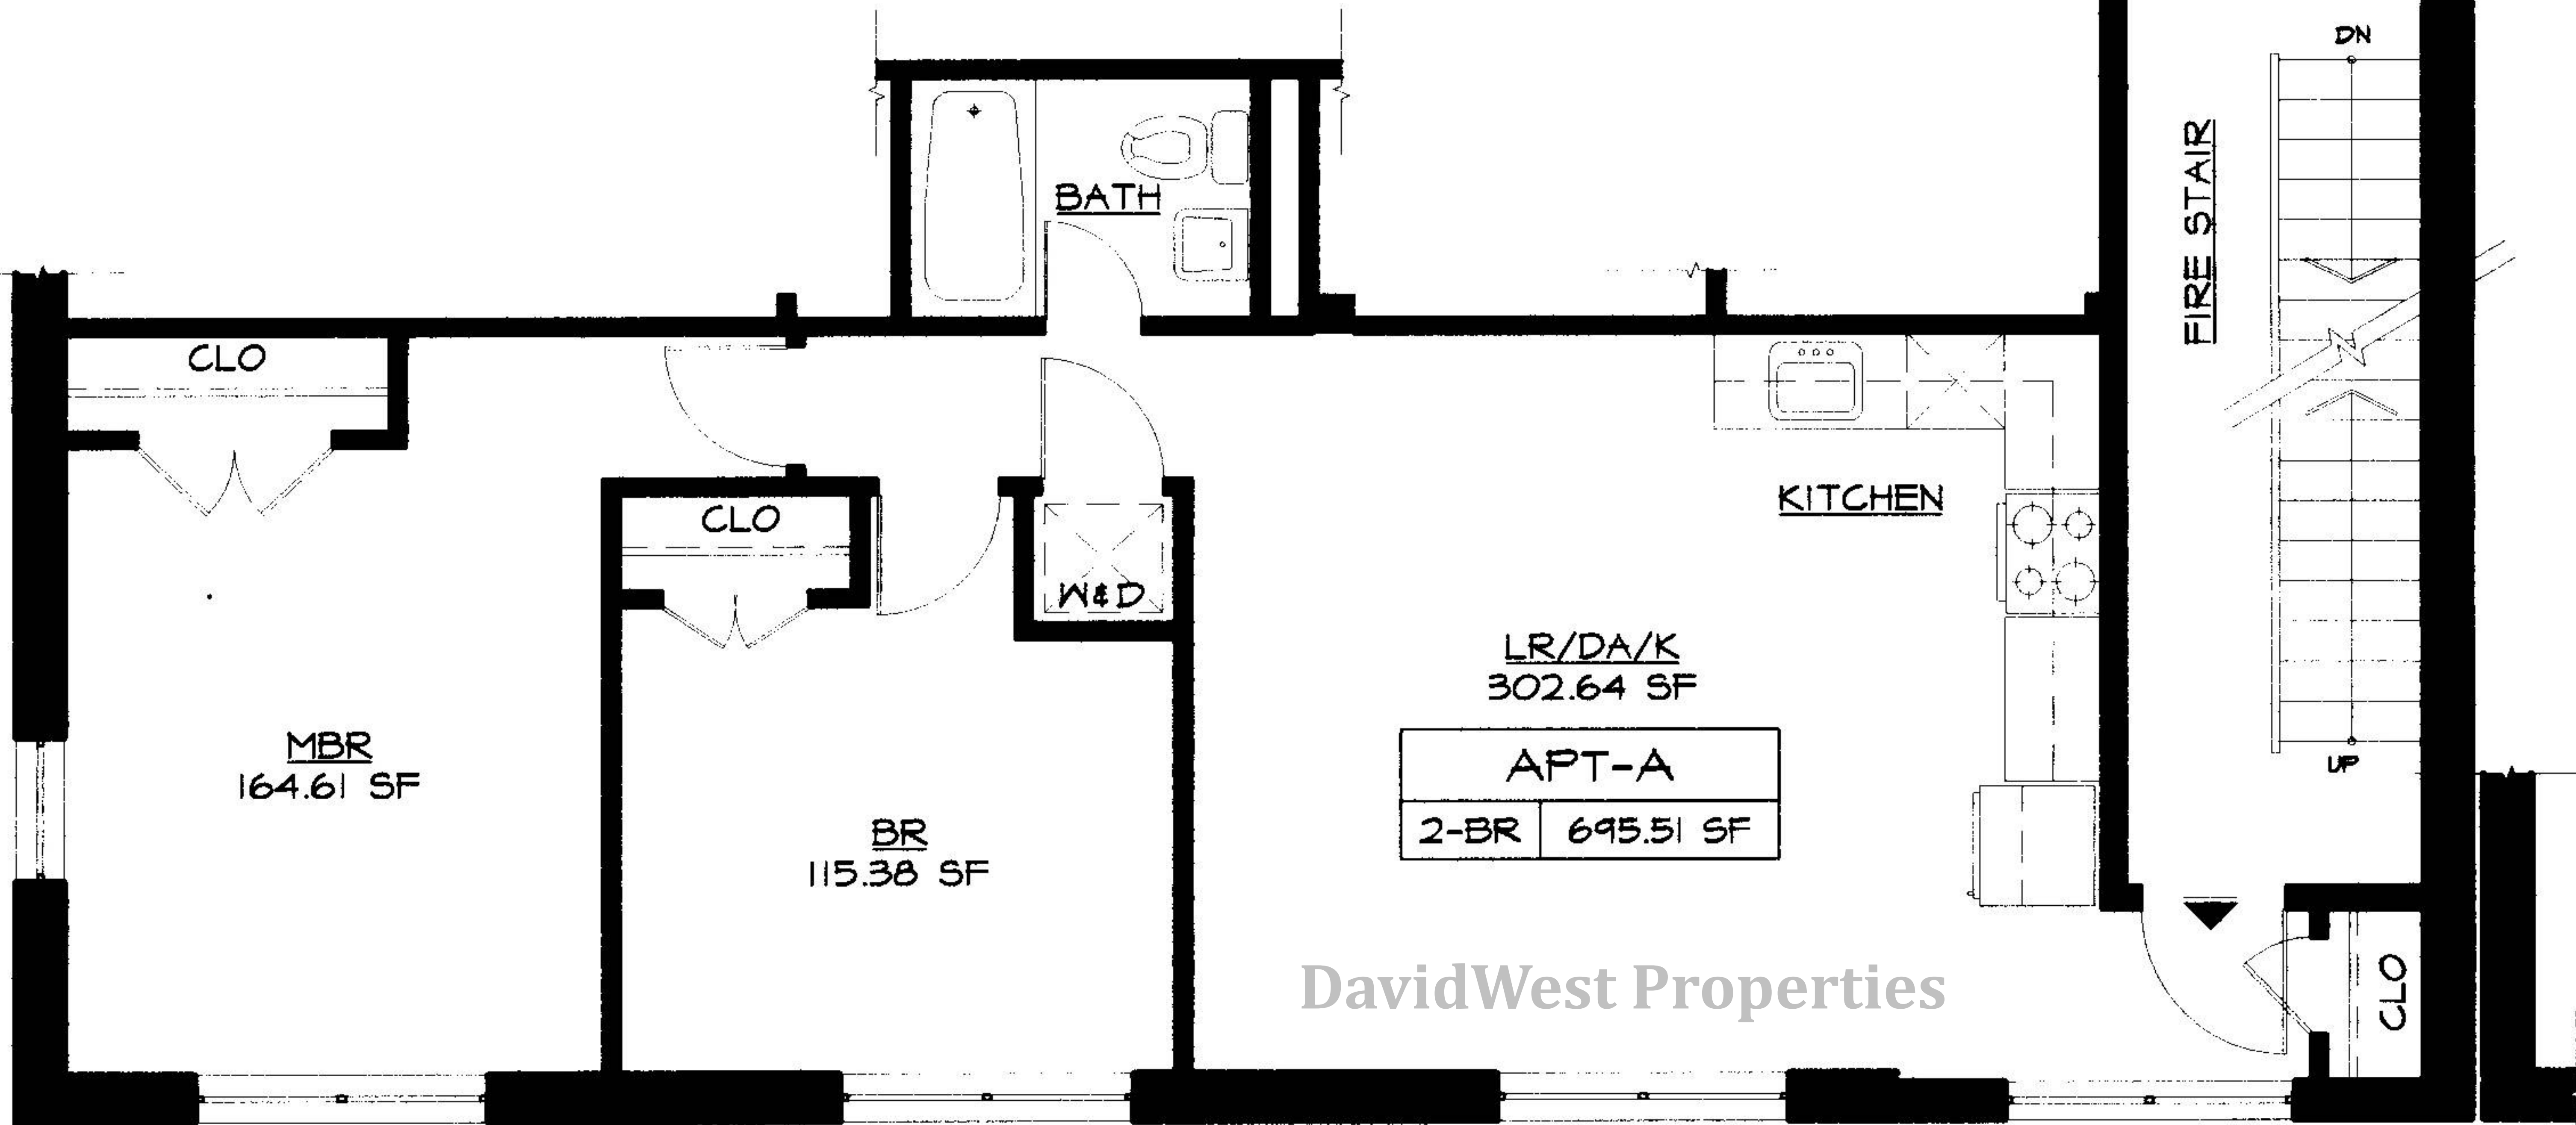 DN
FIRE STAIR
BATH
CLO
CLO
KITCHEN
W&D
LR/DA/K
302.64 SF
MBR
164.61 SF
APT-A
2-BR 695.51 SF
UP
BR
115.38 SF
DavidWest Properties
CLO